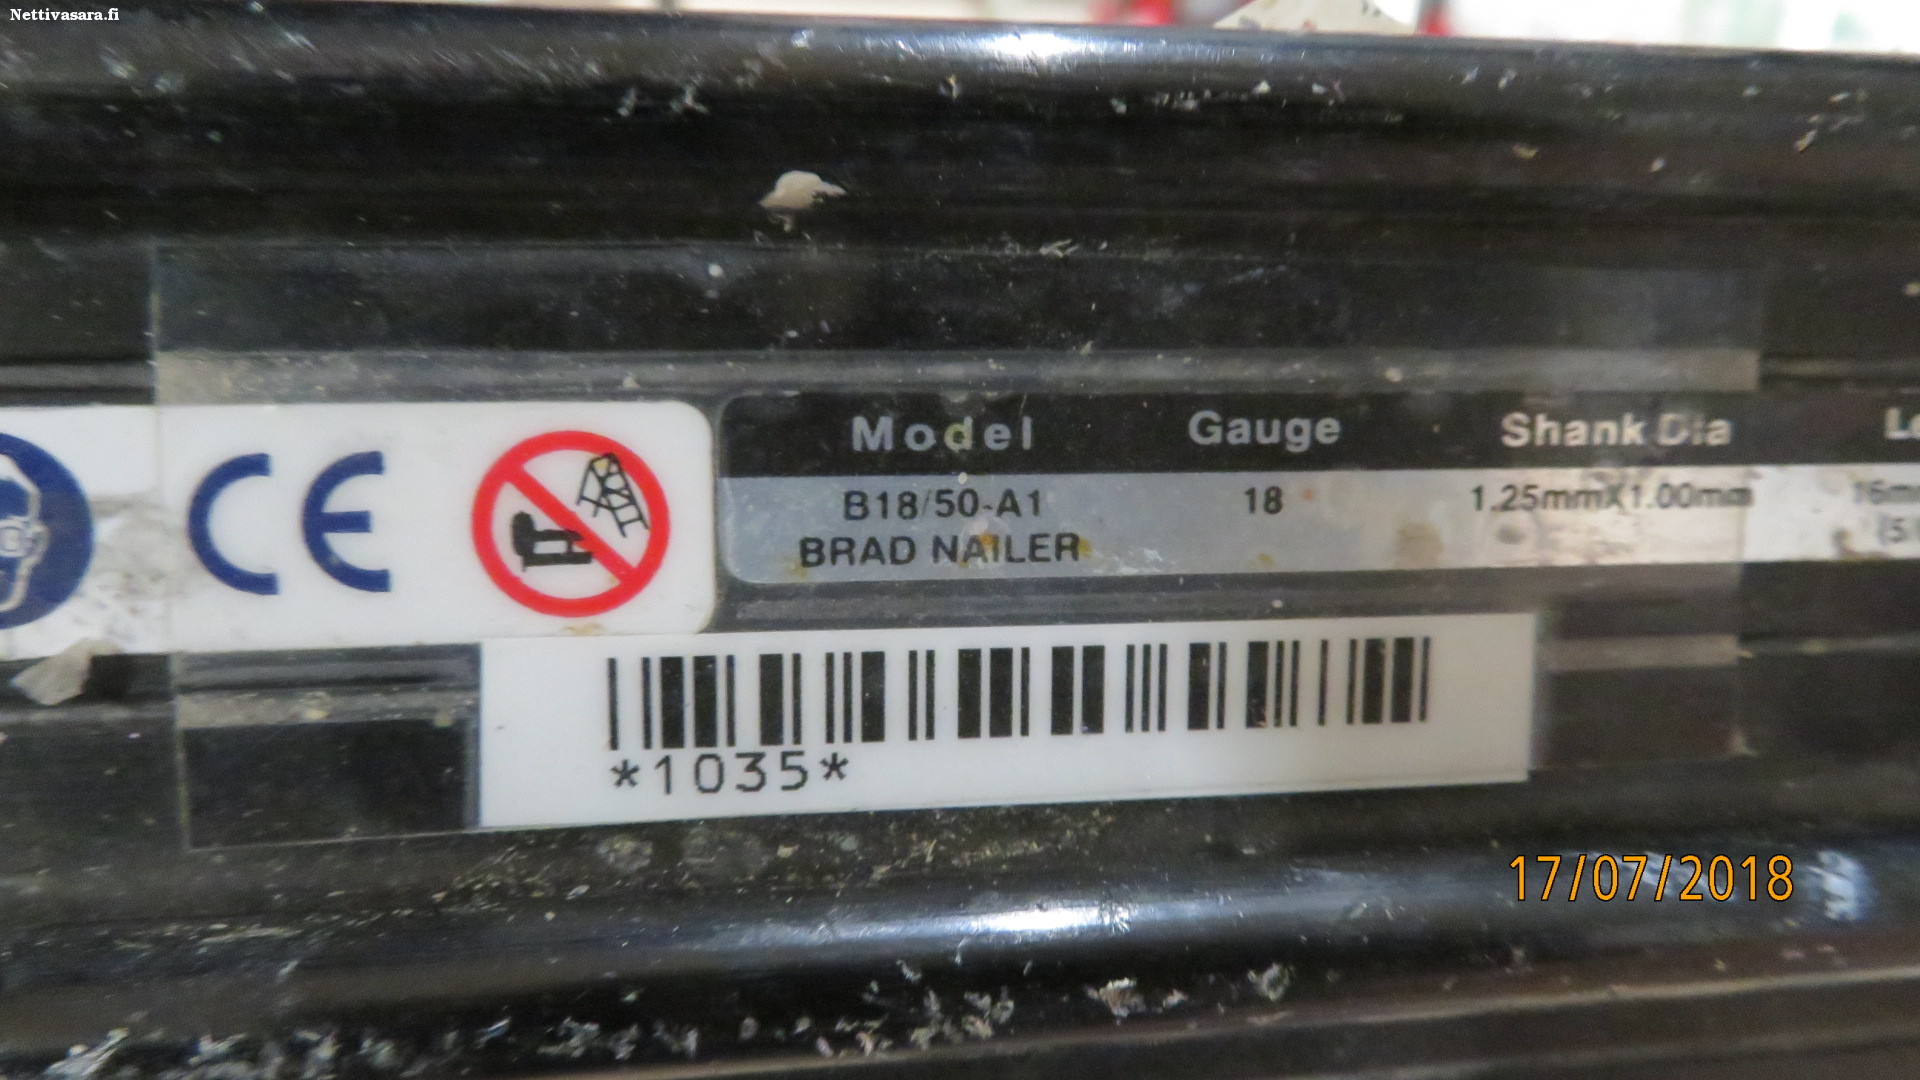 Nettivasara.fi
Model Gauge Shank Dia
B18/50-A1 18 1.25mmX1.00mm
BRAD NAILER
CE
*1035*
17/07/2018